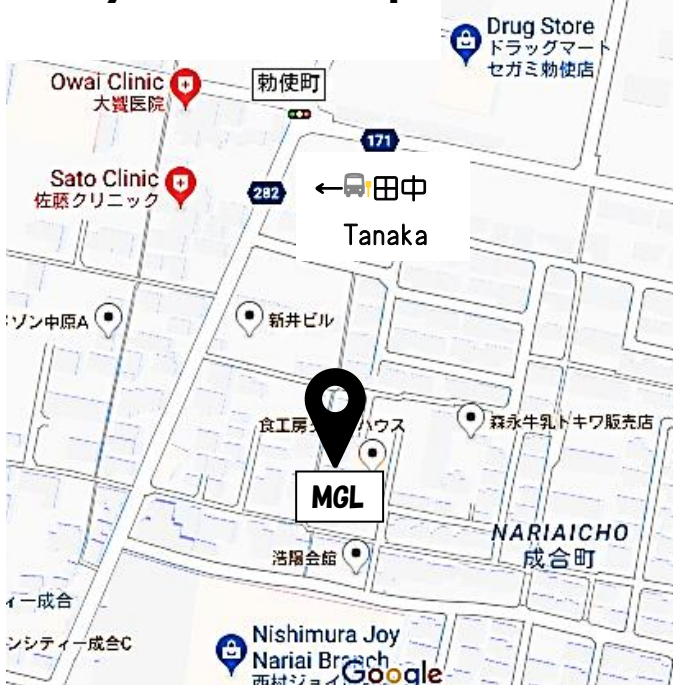 Drug Store
ドラッグマート
セガミ勅使店
Owai Clinic
大饗医院
勅使町
171
Sato Clinic
佐藤クリニック
282
←田中
Tanaka
ゾン中原A
新井ビル
食工房
ハウス
森永牛乳トキワ販売店
MGL
NARIAICHO
成合町
浩陽会館
ィー成合
ンシティー成合C
Nishimura Joy
Nariai Branch
西村ジョイ
Google